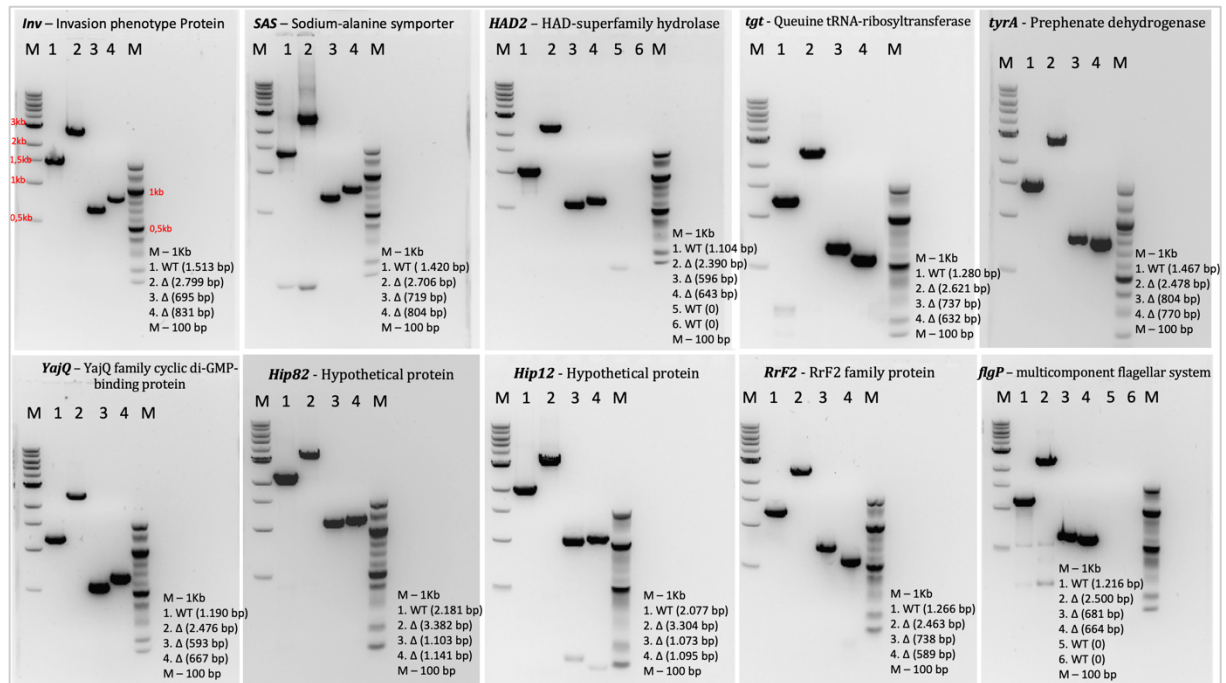 Inv – Invasion phenotype Protein
M 1 2 3 4 M
3kb
2kb
1,5kb
1kb
0,5kb
1kb
0,5kb
M – 1Kb
1. WT (1.513 bp)
2. Δ (2.799 bp)
3. Δ (695 bp)
4. Δ (831 bp)
M – 100 bp
SAS – Sodium-alanine symporter
M 1 2 3 4 M
M – 1Kb
1. WT ( 1.420 bp)
2. Δ (2.706 bp)
3. Δ (719 bp)
4. Δ (804 bp)
M – 100 bp
HAD2 – HAD-superfamily hydrolase
M 1 2 3 4 5 6 M
M – 1Kb
1. WT (1.104 bp)
2. Δ (2.390 bp)
3. Δ (596 bp)
4. Δ (643 bp)
5. WT (0)
6. WT (0)
M – 100 bp
tgt - Queuine tRNA-ribosyltransferase
M 1 2 3 4 M
M – 1Kb
1. WT (1.280 bp)
2. Δ (2.621 bp)
3. Δ (737 bp)
4. Δ (632 bp)
M – 100 bp
tyrA - Prephenate dehydrogenase
M 1 2 3 4 M
M – 1Kb
1. WT (1.467 bp)
2. Δ (2.478 bp)
3. Δ (804 bp)
4. Δ (770 bp)
M – 100 bp
YajQ – YajQ family cyclic di-GMP-
binding protein
M 1 2 3 4 M
M – 1Kb
1. WT (1.190 bp)
2. Δ (2.476 bp)
3. Δ (593 bp)
4. Δ (667 bp)
M – 100 bp
Hip82 - Hypothetical protein
M 1 2 3 4 M
M – 1Kb
1. WT (2.181 bp)
2. Δ (3.382 bp)
3. Δ (1.103 bp)
4. Δ (1.141 bp)
M – 100 bp
Hip12 - Hypothetical protein
M 1 2 3 4 M
M – 1Kb
1. WT (2.077 bp)
2. Δ (3.304 bp)
3. Δ (1.073 bp)
4. Δ (1.095 bp)
M – 100 bp
RrF2 - RrF2 family protein
M 1 2 3 4 M
M – 1Kb
1. WT (1.266 bp)
2. Δ (2.463 bp)
3. Δ (738 bp)
4. Δ (589 bp)
M – 100 bp
flgP – multicomponent flagellar system
M 1 2 3 4 5 6 M
M – 1Kb
1. WT (1.216 bp)
2. Δ (2.500 bp)
3. Δ (681 bp)
4. Δ (664 bp)
5. WT (0)
6. WT (0)
M – 100 bp